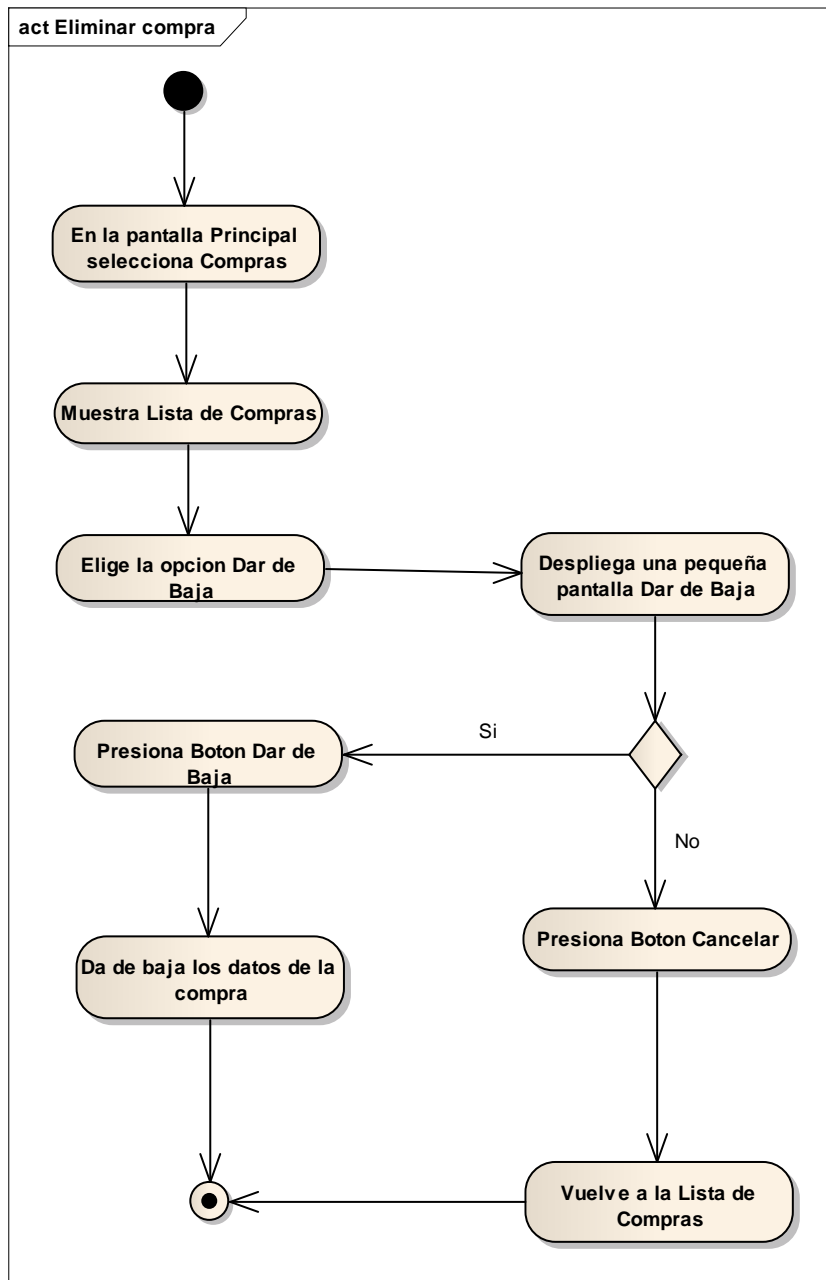 act Eliminar compra
En la pantalla Principal
selecciona Compras
Muestra Lista de Compras
Elige la opcion Dar de
Baja
Despliega una pequeña
pantalla Dar de Baja
Si
Presiona Boton Dar de
Baja
No
Presiona Boton Cancelar
Da de baja los datos de la
compra
Vuelve a la Lista de
Compras